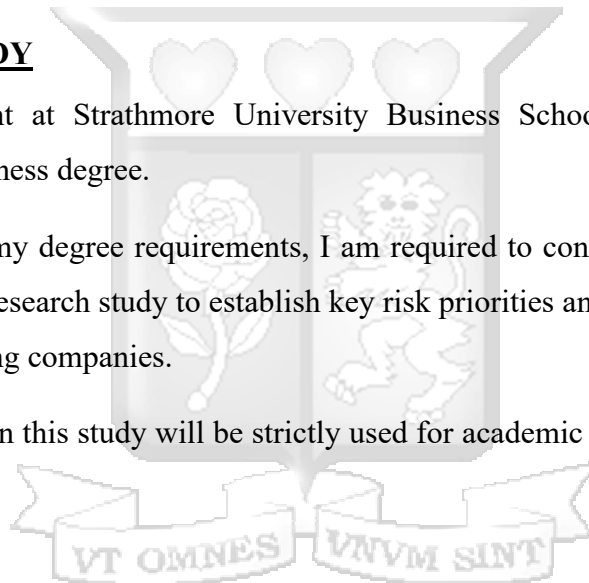 DY
nt at Strathmore University Business Schoo
ness degree.
my degree requirements, I am required to con
esearch study to establish key risk priorities an
ng companies.
n this study will be strictly used for academic
VT OMNES VNVM SINT